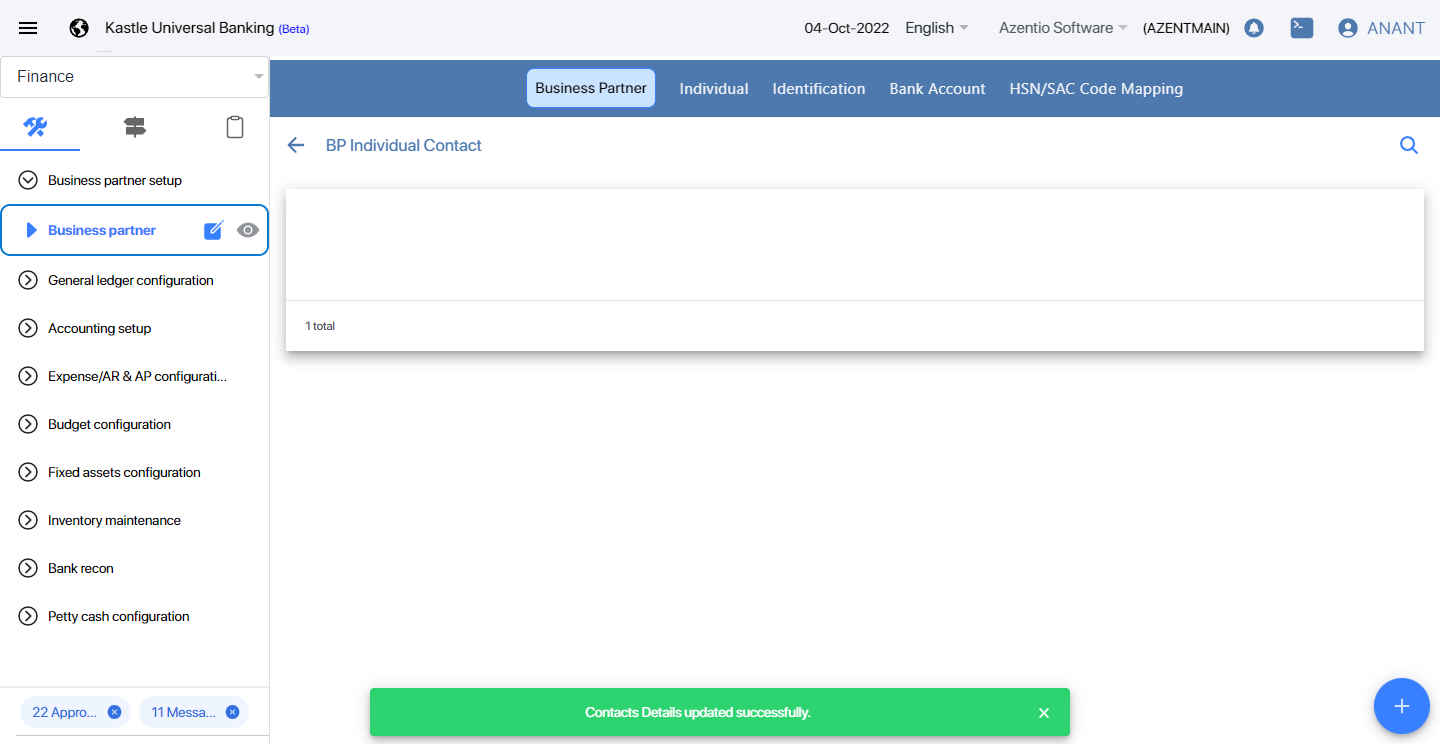 Kastle Universal Banking (Beta)
04-Oct-2022
English
Azentio Software
(AZENTMAIN)
ANANT
Finance
Business Partner
Individual
Identification
Bank Account
HSN/SAC Code Mapping
BP Individual Contact
Business partner setup
Business partner
General ledger configuration
Accounting setup
Expense/AR & AP configurati...
Budget configuration
Fixed assets configuration
Inventory maintenance
Bank recon
Petty cash configuration
1 total
22 Appro...
11 Messa...
Contacts Details updated successfully.